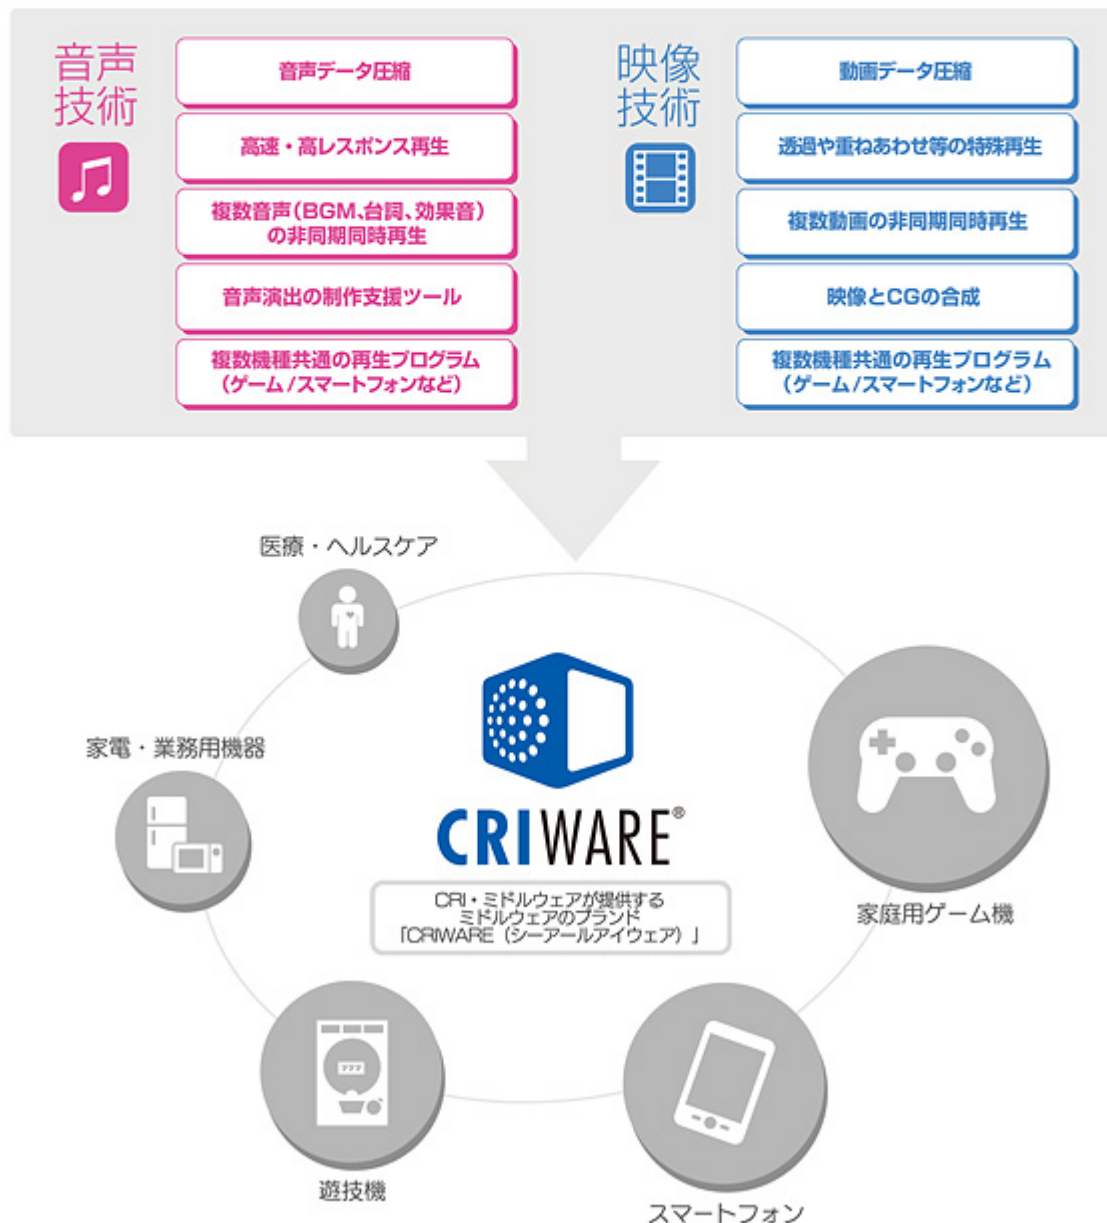 音声
技術
音声データ圧縮
高速・高レスポンス再生
複数音声(BGM、台詞、効果音)
の非同期同時再生
音声演出の制作支援ツール
複数機種共通の再生プログラム
(ゲーム/スマートフォンなど)
映像
技術
動画データ圧縮
透過や重ねあわせ等の特殊再生
複数動画の非同期同時再生
映像とCGの合成
複数機種共通の再生プログラム
(ゲーム/スマートフォンなど)
医療・ヘルスケア
家電・業務用機器
CRIWARE®
CRI・ミドルウェアが提供する
ミドルウェアのブランド
「CRIWARE（シーアールアイウェア）」
家庭用ゲーム機
777
遊技機
スマートフォン